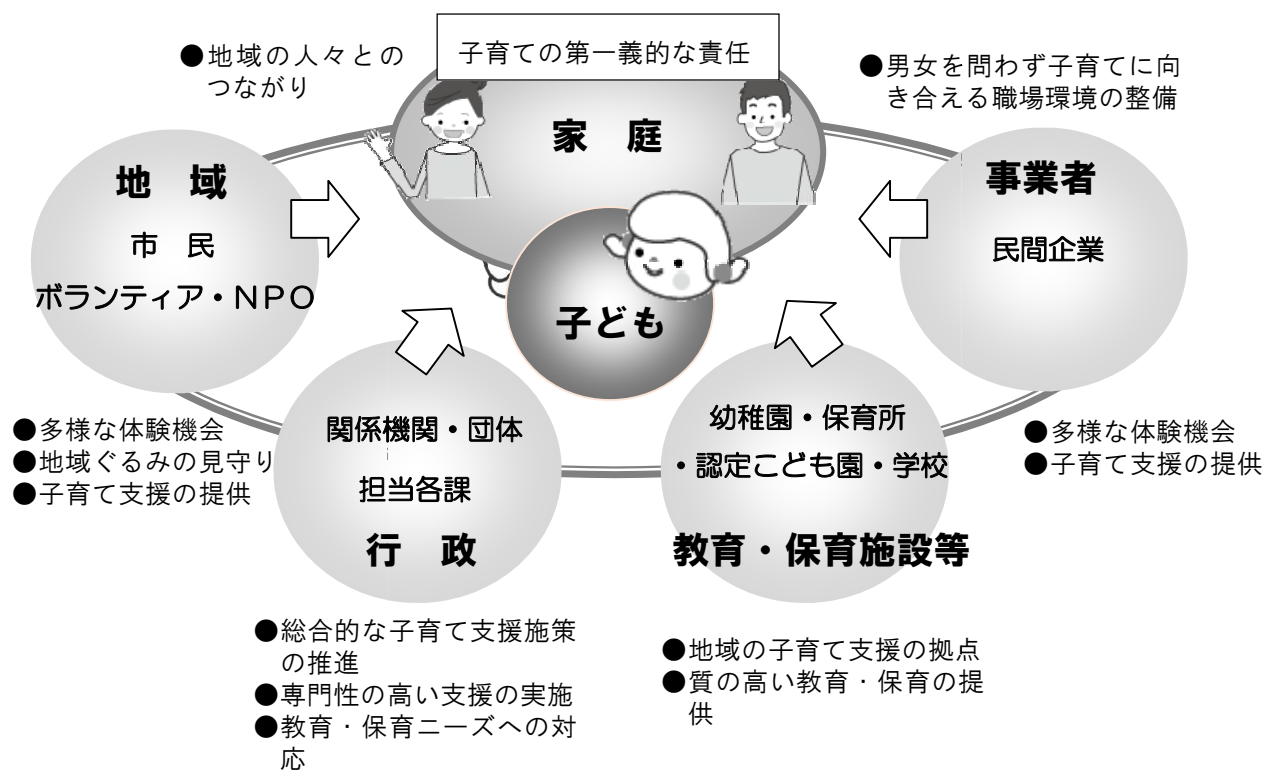 子育ての第一義的な責任
●地域の人々との
つながり
●男女を問わず子育てに向
き合える職場環境の整備
家 庭
地 域
市 民
ボランティア・NPO
事業者
民間企業
子ども
●多様な体験機会
●地域ぐるみの見守り
●子育て支援の提供
関係機関・団体
担当各課
行 政
幼稚園・保育所
・認定こども園・学校
教育・保育施設等
●多様な体験機会
●子育て支援の提供
●総合的な子育て支援施策
の推進
●専門性の高い支援の実施
●教育・保育ニーズへの対
応
●地域の子育て支援の拠点
●質の高い教育・保育の提
供